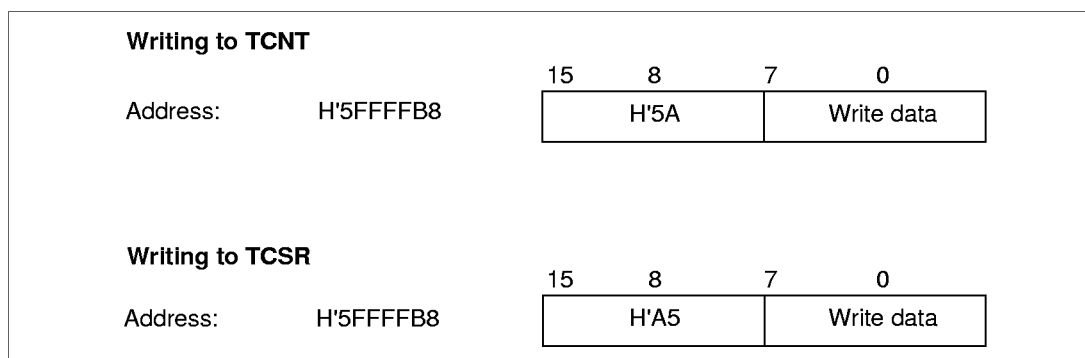 Writing to TCNT
15 8 7 0
Address: H'5FFFFB8 H'5A Write data
Writing to TCSR
15 8 7 0
Address: H'5FFFFB8 H'A5 Write data